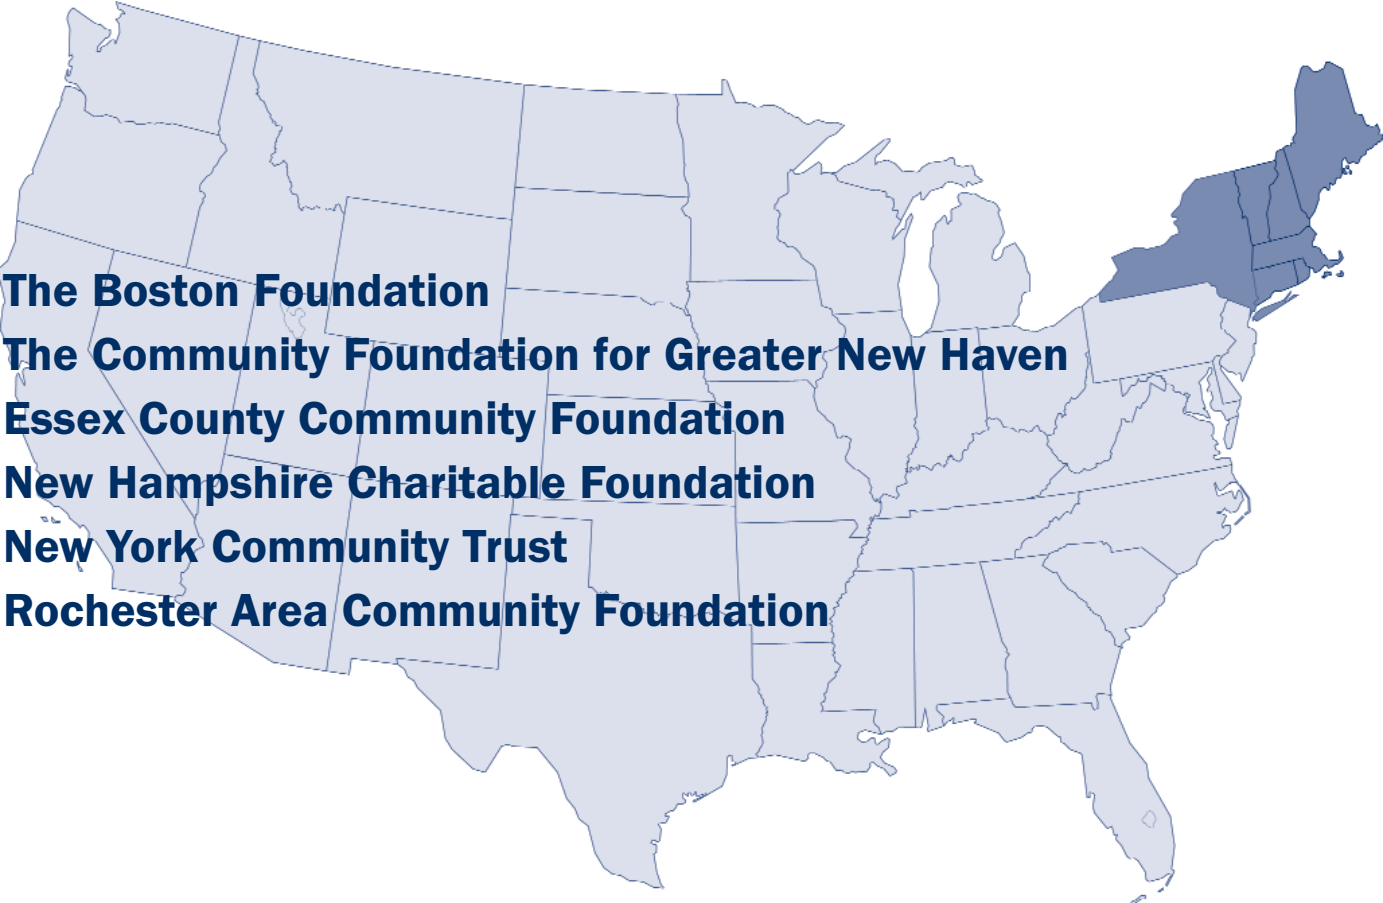 The Boston Foundation
The Community Foundation for Greater New Haven
Essex County Community Foundation
New Hampshire Charitable Foundation
New York Community Trust
Rochester Area Community Foundation